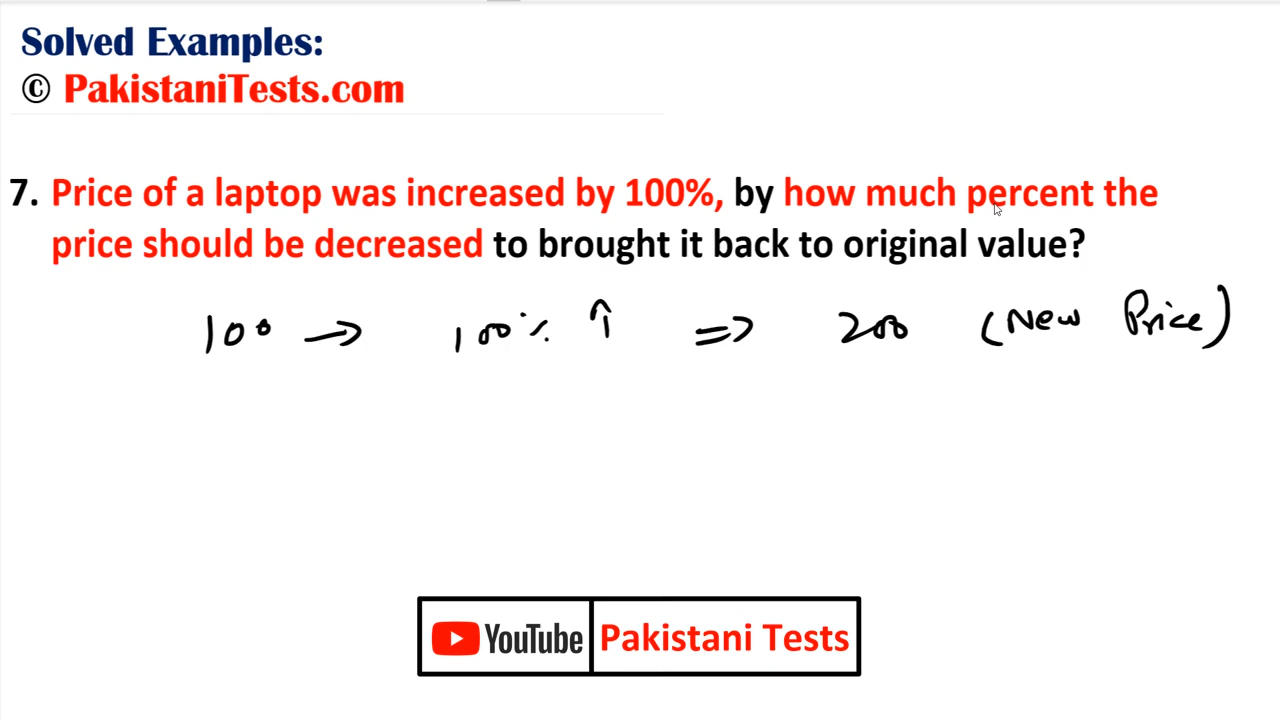 Solved Examples:
© PakistaniTests.com
7. Price of a laptop was increased by 100%, by how much percent the
price should be decreased to brought it back to original value?
100 → 100% ↑ ⇒ 200 (New Price)
YouTube Pakistani Tests